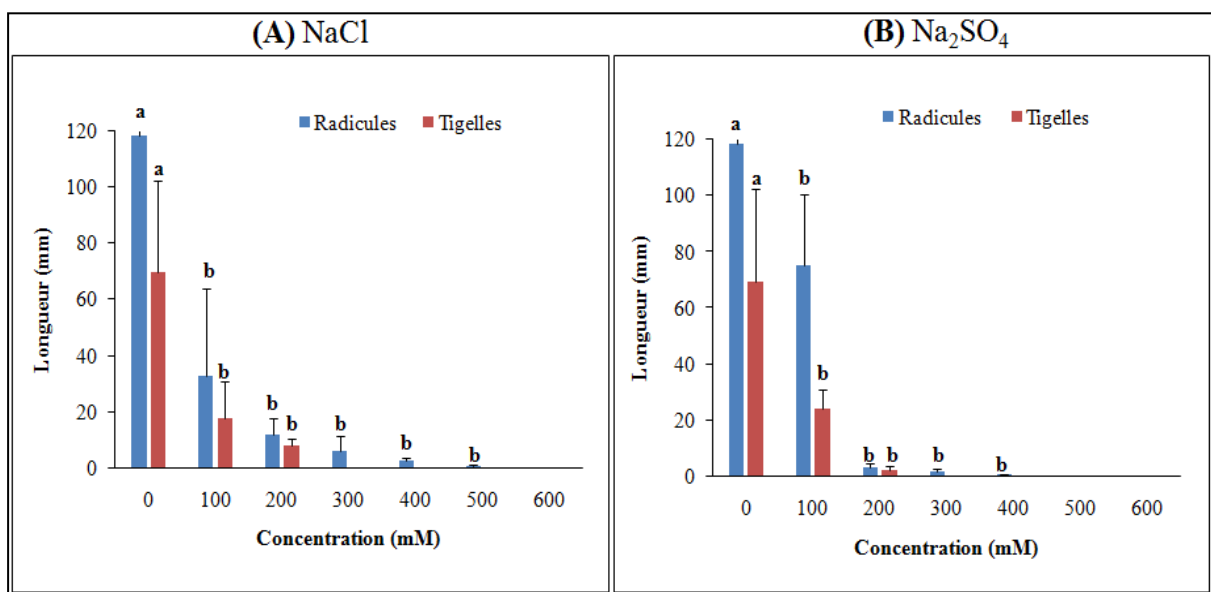 (A) NaCl
Radicules Tigelles
a
a
b
b
b
b
b
b
b
120
100
80
60
40
20
0
Longueur (mm)
0 100 200 300 400 500 600
Concentration (mM)
(B) Na₂SO₄
Radicules Tigelles
a
a
b
b
b
b
b
b
120
100
80
60
40
20
0
Longueur (mm)
0 100 200 300 400 500 600
Concentration (mM)